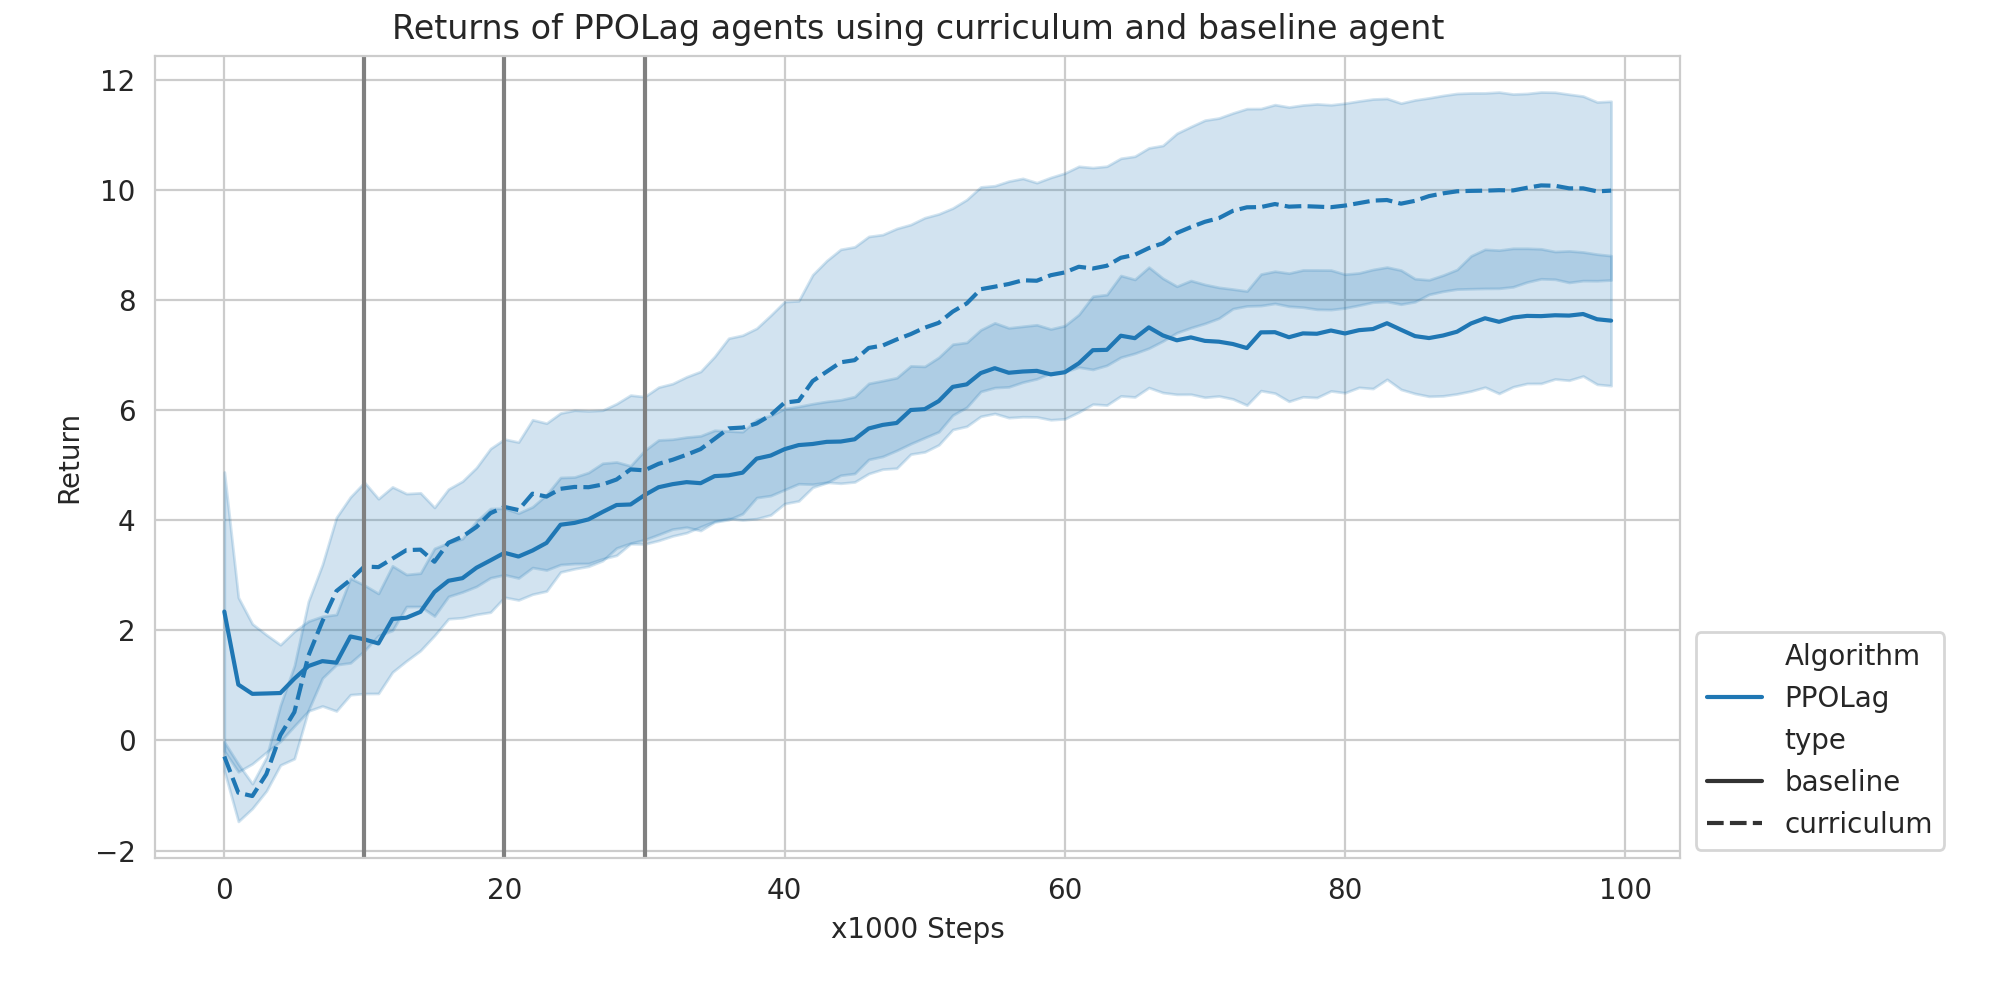 Returns of PPOLag agents using curriculum and baseline agent
12
10
8
6
4
2
0
−2
Return
0 20 40 60 80 100
x1000 Steps
Algorithm
PPOLag
type
baseline
curriculum